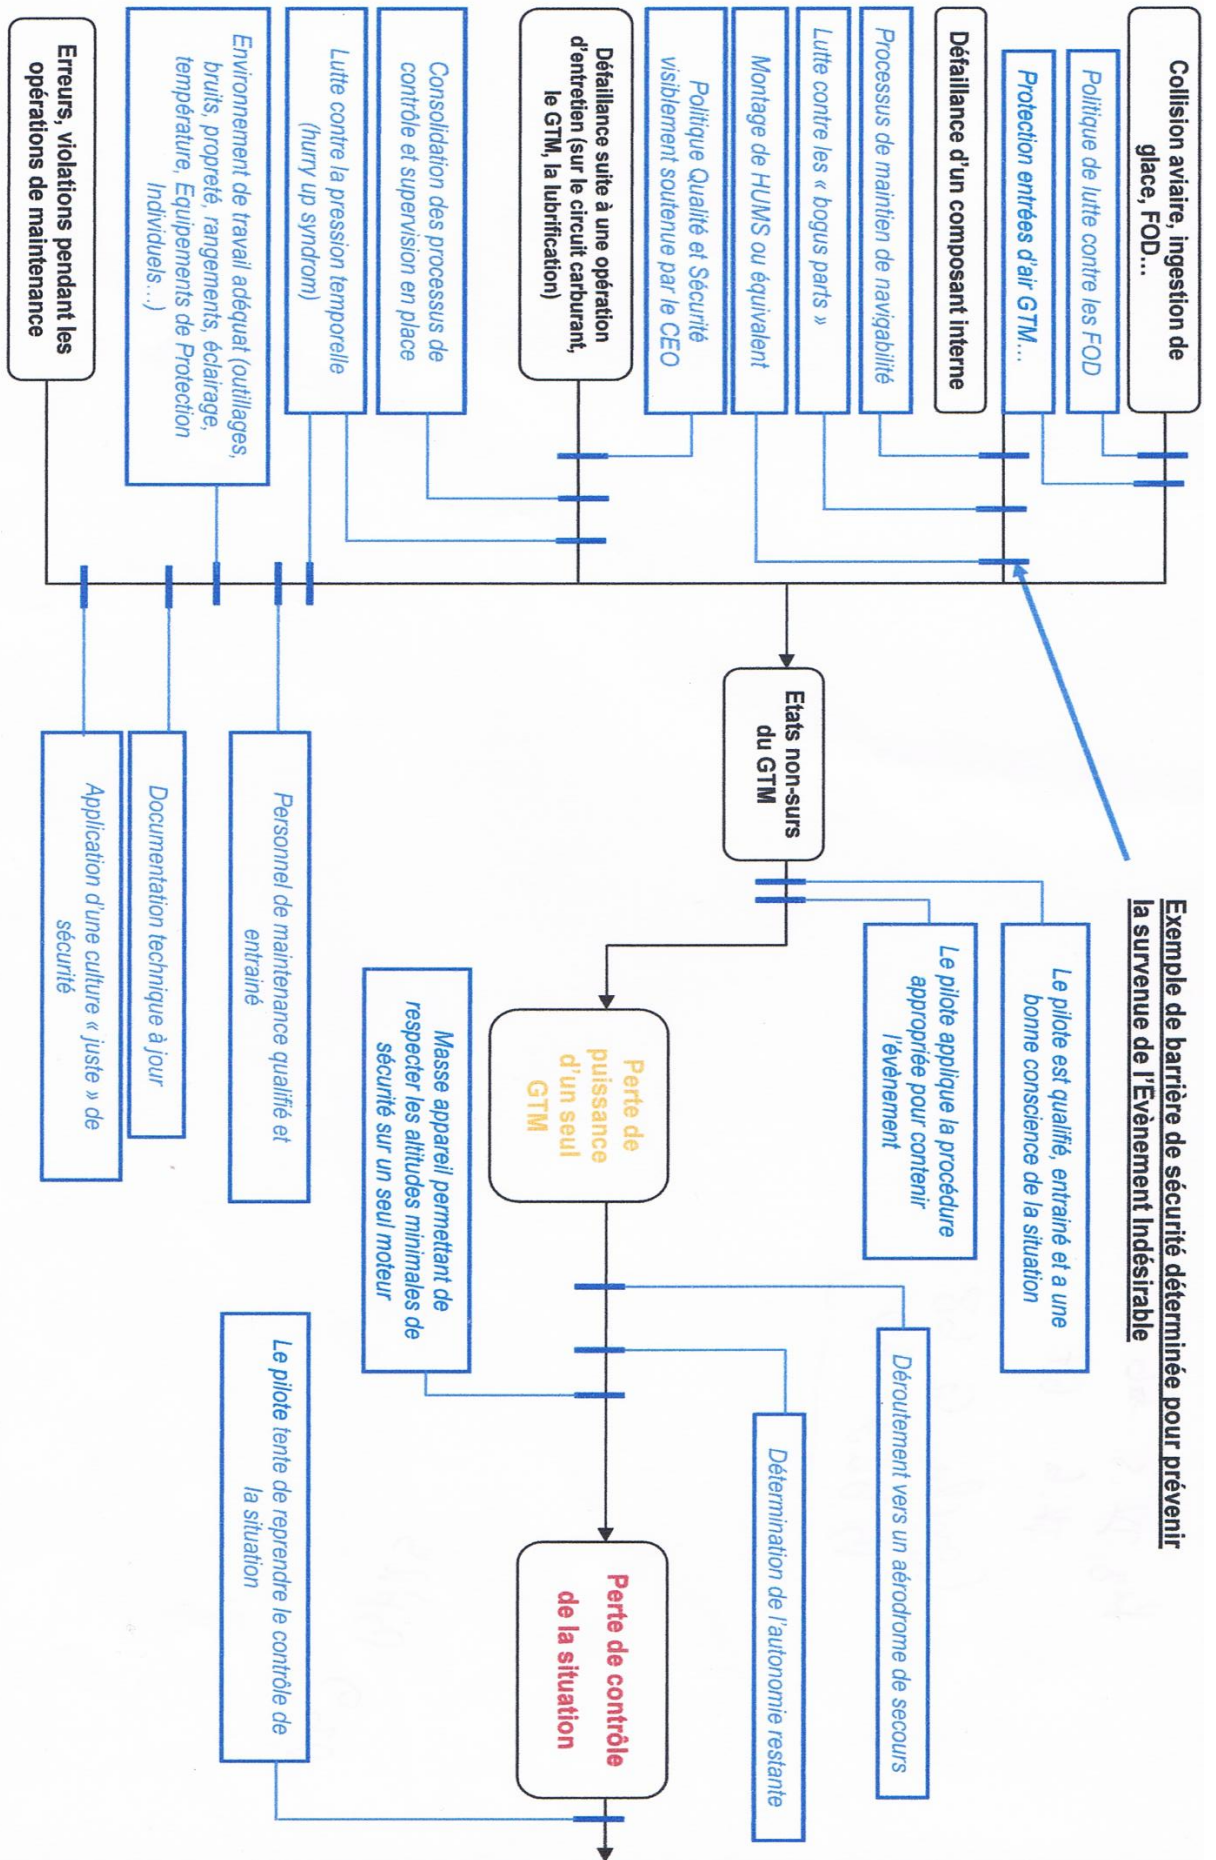 Exemple de barrière de sécurité déterminée pour prévenir
la survenue de l'Evènement Indésirable
Collision aviaire, ingestion de
glace, FOD...
Politique de lutte contre les FOD
Protection entrées d'air GTM...
Défaillance d'un composant interne
Processus de maintien de navigabilité
Lutte contre les « bogus parts »
Montage de HUMS ou équivalent
Politique Qualité et Sécurité
visiblement soutenue par le CEO
Défaillance suite à une opération
d'entretien (sur le circuit carburant,
le GTM, la lubrification)
Consolidation des processus de
contrôle et supervision en place
Lutte contre la pression temporelle
(hurry up syndrom)
Environnement de travail adéquat (outillages,
bruits, propreté, rangements, éclairage,
température, Equipements de Protection
Individuels...)
Erreurs, violations pendant les
opérations de maintenance
Etats non-surs
du GTM
Personnel de maintenance qualifié et
entrainé
Documentation technique à jour
Application d'une culture « juste » de
sécurité
Le pilote est qualifié, entrainé et a une
bonne conscience de la situation
Le pilote applique la procédure
appropriée pour contenir
l'évènement
Perte de
puissance
d'un seul
GTM
Masse appareil permettant de
respecter les altitudes minimales de
sécurité sur un seul moteur
Déroutement vers un aérodrome de secours
Détermination de l'autonomie restante
Perte de contrôle
de la situation
Le pilote tente de reprendre le contrôle de
la situation